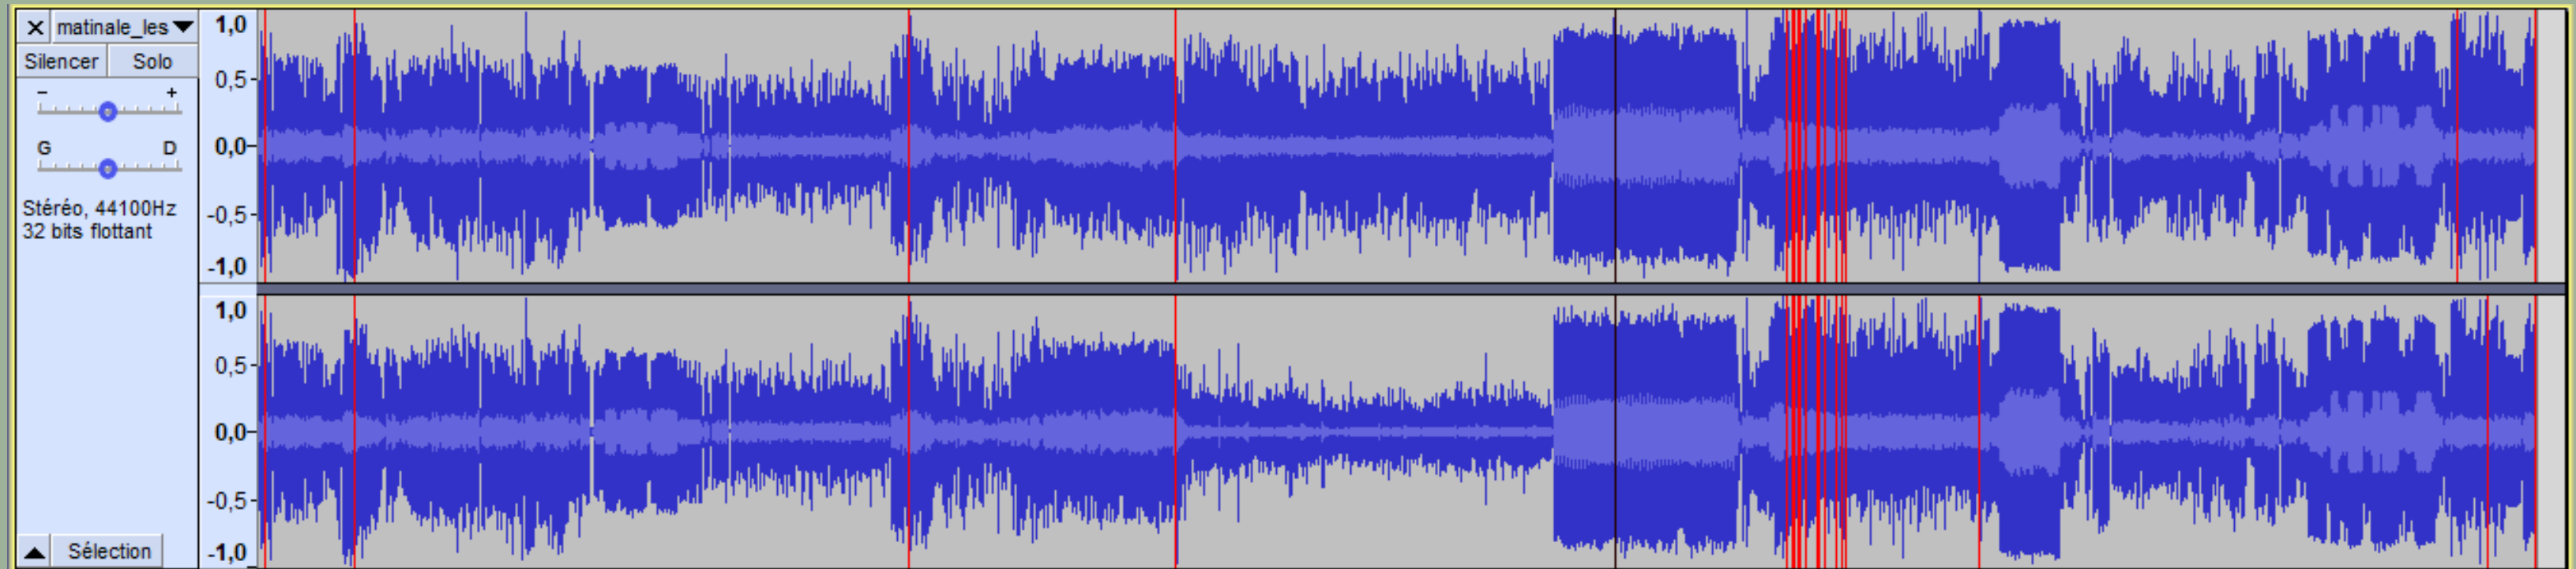 X matinale_les
Silencer Solo
- +
G D
Stéréo, 44100Hz
32 bits flottant
Sélection
1,0
0,5
0,0
-0,5
-1,0
1,0
0,5
0,0
-0,5
-1,0